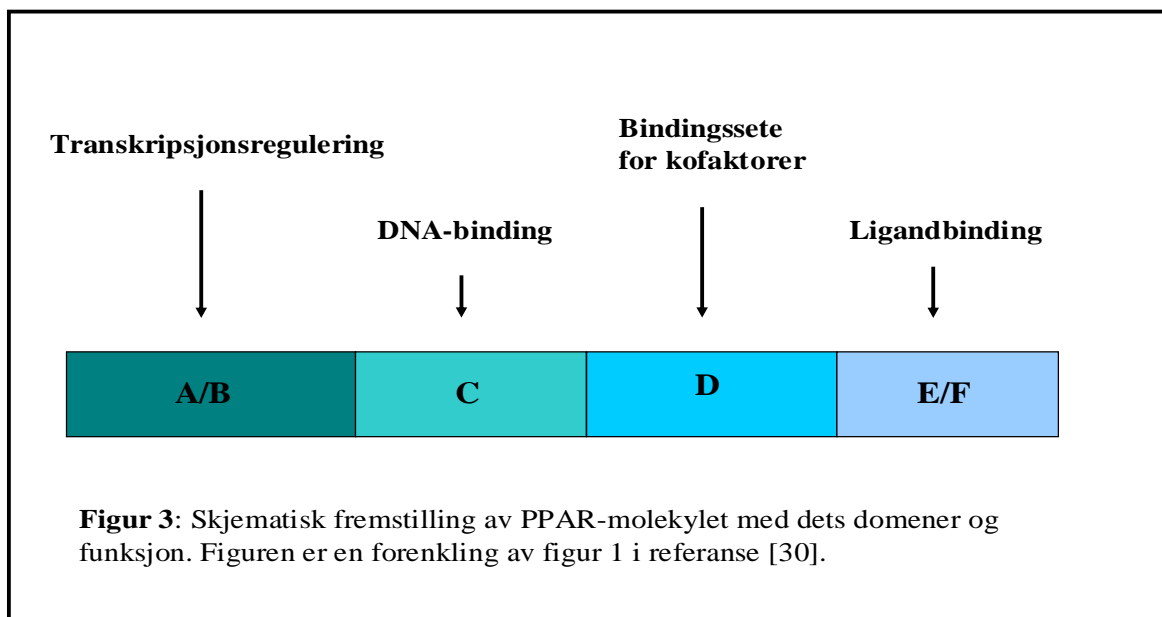 Transkripsjonsregulering
Bindingssete
for kofaktorer
DNA-binding
Ligandbinding
A/B
C
D
E/F
Figur 3: Skjematisk fremstilling av PPAR-molekylet med dets domener og
funksjon. Figuren er en forenkling av figur 1 i referanse [30].